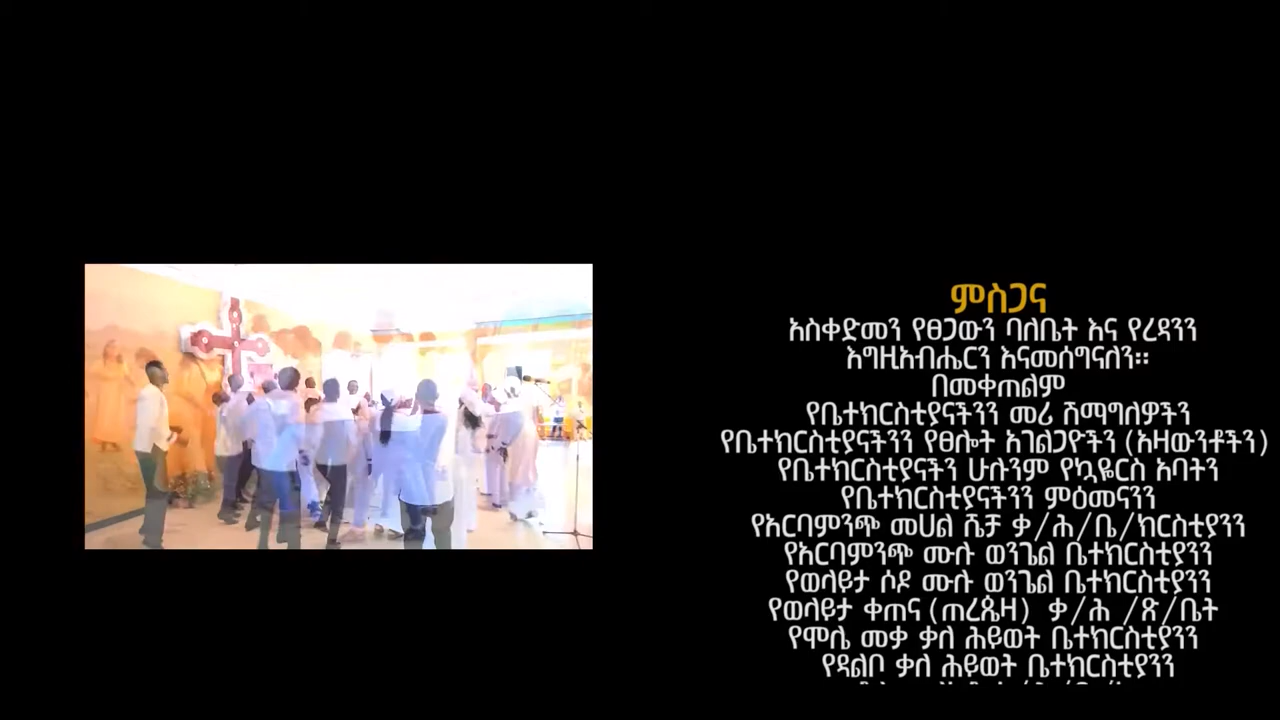 ምስጋና
አስቀድመን የፀጋውን ባለቤት እና የረዳንን
እግዚአብሔርን እናመሰግናለን፡፡
በመቀጠልም
የቤተክርስቲያናችንን መሪ ሽማግለዎችን
የቤተክርስቲያናችንን የፀሎት አገልጋዮችን (አዛውንቶችን)
የቤተክርስቲያናችን ሁሉንም የኳዬርስ አባትን
የቤተክርስቲያናችንን ምዕመናንን
የአርባምንጭ መሀል ሼቻ ቃ/ሕ/ቤ/ክርስቲያንን
የአርባምንጭ ሙሉ ወንጌል ቤተክርስቲያንን
የወላይታ ሶዶ ሙሉ ወንጌል ቤተክርስቲያንን
የወላይታ ቀጠና (ጠረጴዛ) ቃ/ሕ /ጽ/ቤት
የሞሌ መቃ ቃለ ሕይወት ቤተክርስቲያንን
የዳልቦ ቃለ ሕይወት ቤተክርስቲያንን